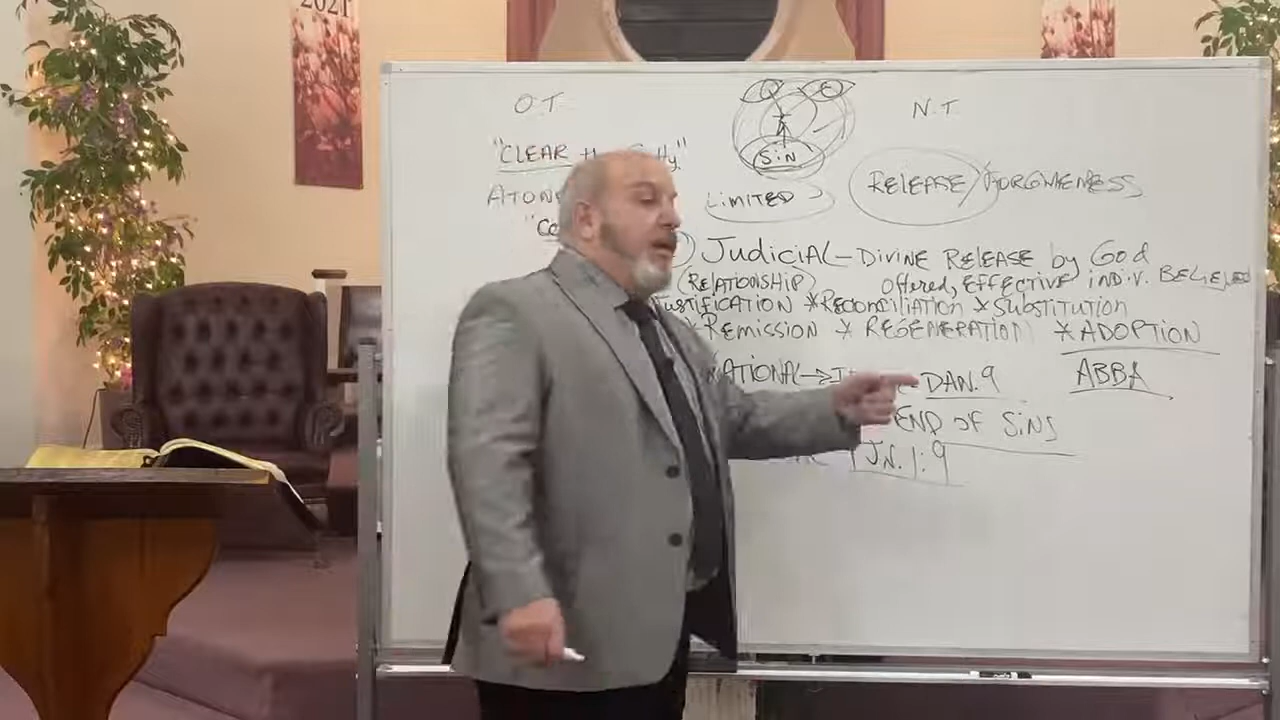 2021
O.T.
N.T.
SiN
"CLEAR
LiMiTED
RELEASE / FORGIVENESS
JudiciAL - DiViNE RELEASE by God
(RELATIONSHiP) offered, EFFECTiVE iNDiV. BELiEVED
JustiFiCATiON *RECONCiliATiON *SubSTiTUTiON
*REMiSSiON * REGENERATiON *ADOPTiON
DAN. 9 ABBA
END OF SiNS
JN. 1:9